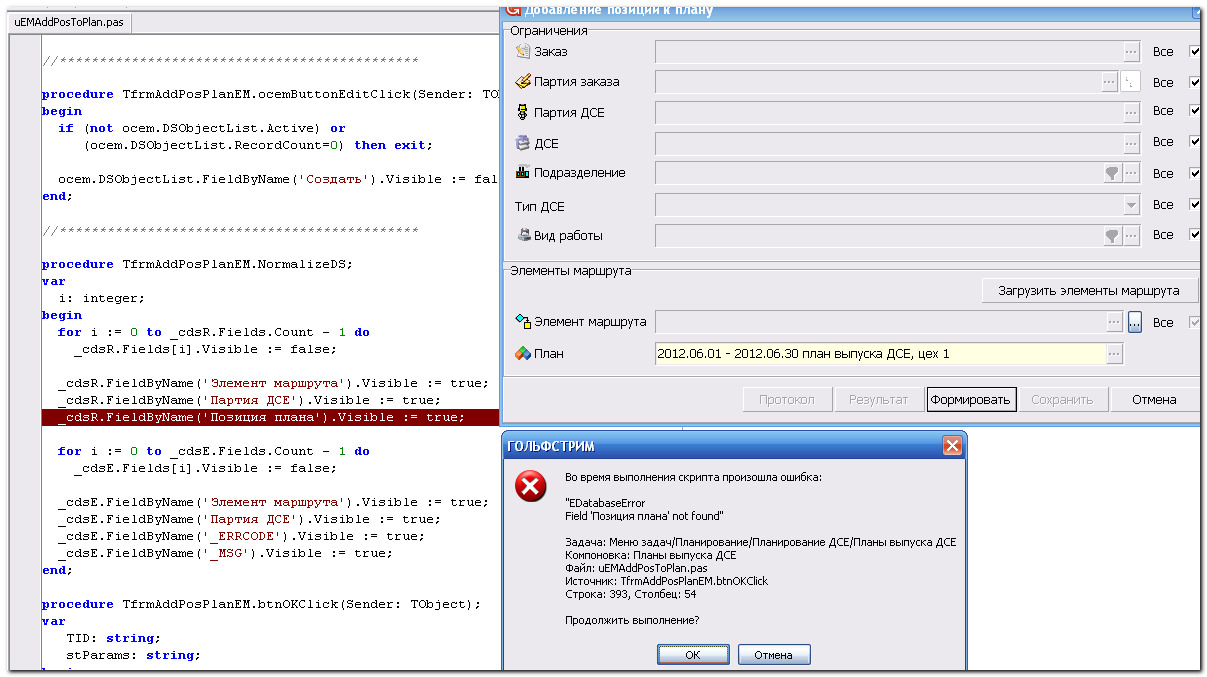 uEMAddPosToPlan.pas
//*********************************************
procedure TfrmAddPosPlanEM.ocemButtonEditClick(Sender: TO
begin
if (not ocem.DSObjectList.Active) or
(ocem.DSObjectList.RecordCount=0) then exit;
ocem.DSObjectList.FieldByName('Создать').Visible := fal
end;
//*********************************************
procedure TfrmAddPosPlanEM.NormalizeDS;
var
i: integer;
begin
for i := 0 to _cdsR.Fields.Count - 1 do
_cdsR.Fields[i].Visible := false;
_cdsR.FieldByName('Элемент маршрута').Visible := true;
_cdsR.FieldByName('Партия ДСЕ').Visible := true;
_cdsR.FieldByName('Позиция плана').Visible := true;
for i := 0 to _cdsE.Fields.Count - 1 do
_cdsE.Fields[i].Visible := false;
_cdsE.FieldByName('Элемент маршрута').Visible := true;
_cdsE.FieldByName('Партия ДСЕ').Visible := true;
_cdsE.FieldByName('_ERRCODE').Visible := true;
_cdsE.FieldByName('_MSG').Visible := true;
end;
procedure TfrmAddPosPlanEM.btnOKClick(Sender: TObject);
var
TID: string;
stParams: string;
Добавление позиций к плану
Ограничения
Заказ ... Все
Партия заказа ... Все
Партия ДСЕ ... Все
ДСЕ ... Все
Подразделение ... Все
Тип ДСЕ Все
Вид работы ... Все
Элементы маршрута
Загрузить элементы маршрута
Элемент маршрута ... ... Все
План 2012.06.01 - 2012.06.30 план выпуска ДСЕ, цех 1 ...
Протокол Результат Формировать Сохранить Отмена
ГОЛЬФСТРИМ
Во время выполнения скрипта произошла ошибка:
"EDatabaseError
Field 'Позиция плана' not found"
Задача: Меню задач/Планирование/Планирование ДСЕ/Планы выпуска ДСЕ
Компоновка: Планы выпуска ДСЕ
Файл: uEMAddPosToPlan.pas
Источник: TfrmAddPosPlanEM.btnOKClick
Строка: 393, Столбец: 54
Продолжить выполнение?
ОК Отмена